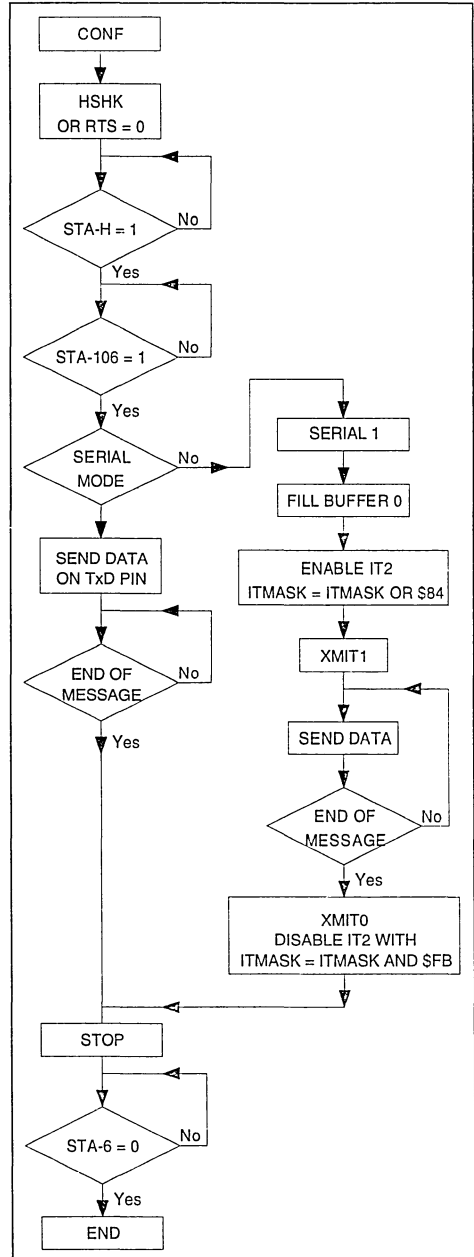 CONF
HSHK
OR RTS = 0
STA-H = 1
No
Yes
STA-106 = 1
No
Yes
SERIAL
MODE
No
SEND DATA
ON TxD PIN
END OF
MESSAGE
No
Yes
SERIAL 1
FILL BUFFER 0
ENABLE IT2
ITMASK = ITMASK OR $84
XMIT1
SEND DATA
END OF
MESSAGE
No
Yes
XMIT0
DISABLE IT2 WITH
ITMASK = ITMASK AND $FB
STOP
STA-6 = 0
No
Yes
END